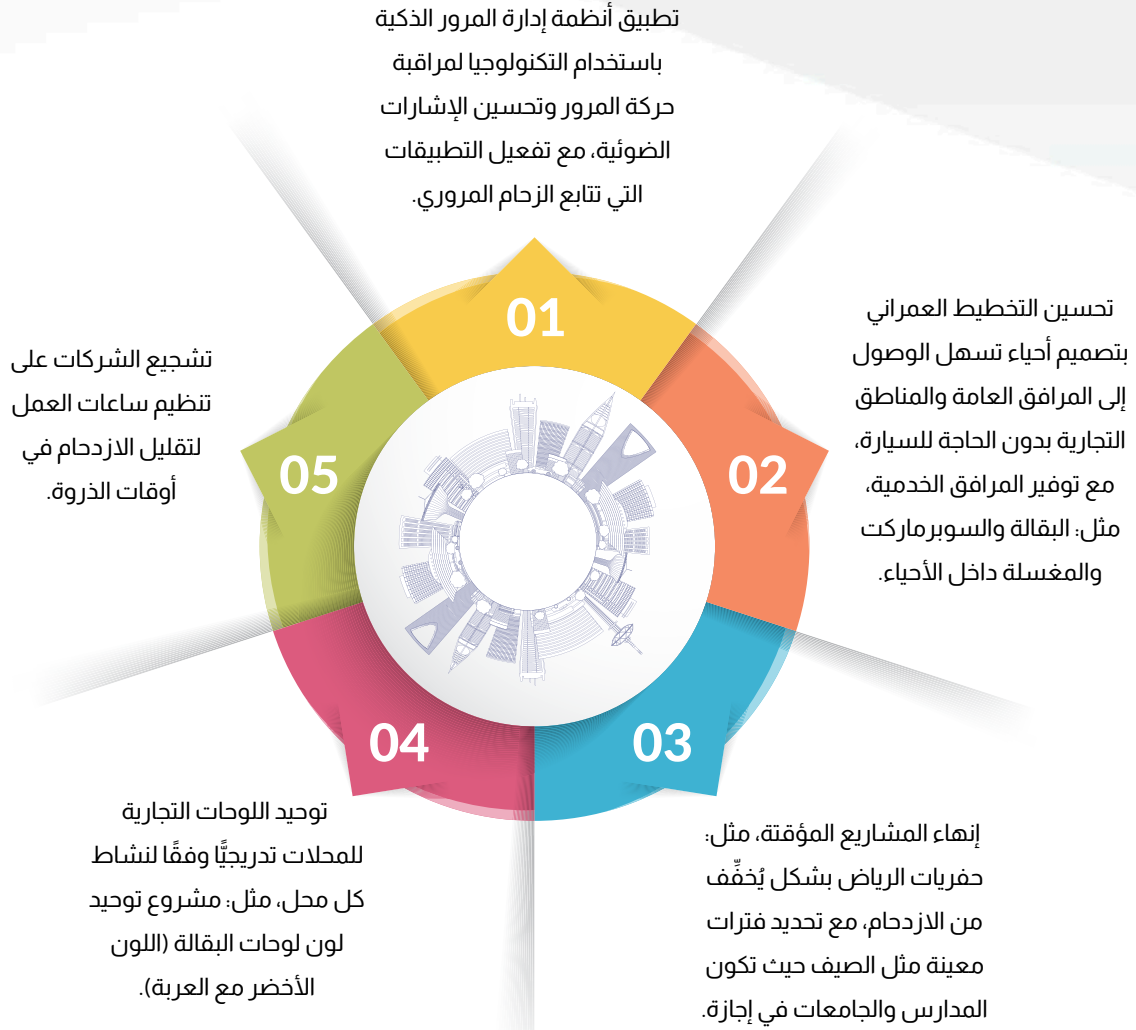 تطبيق أنظمة إدارة المرور الذكية
باستخدام التكنولوجيا لمراقبة
حركة المرور وتحسين الإشارات
الضوئية، مع تفعيل التطبيقات
التي تتابع الزحام المروري.
01
تحسين التخطيط العمراني
بتصميم أحياء تسهل الوصول
إلى المرافق العامة والمناطق
التجارية بدون الحاجة للسيارة،
مع توفير المرافق الخدمية،
مثل: البقالة والسوبرماركت
والمغسلة داخل الأحياء.
02
إنهاء المشاريع المؤقتة، مثل:
حفريات الرياض بشكل يُخفِّف
من الازدحام، مع تحديد فترات
معينة مثل الصيف حيث تكون
المدارس والجامعات في إجازة.
03
توحيد اللوحات التجارية
للمحلات تدريجيًّا وفقًا لنشاط
كل محل، مثل: مشروع توحيد
لون لوحات البقالة (اللون
الأخضر مع العربة).
04
تشجيع الشركات على
تنظيم ساعات العمل
لتقليل الازدحام في
أوقات الذروة.
05